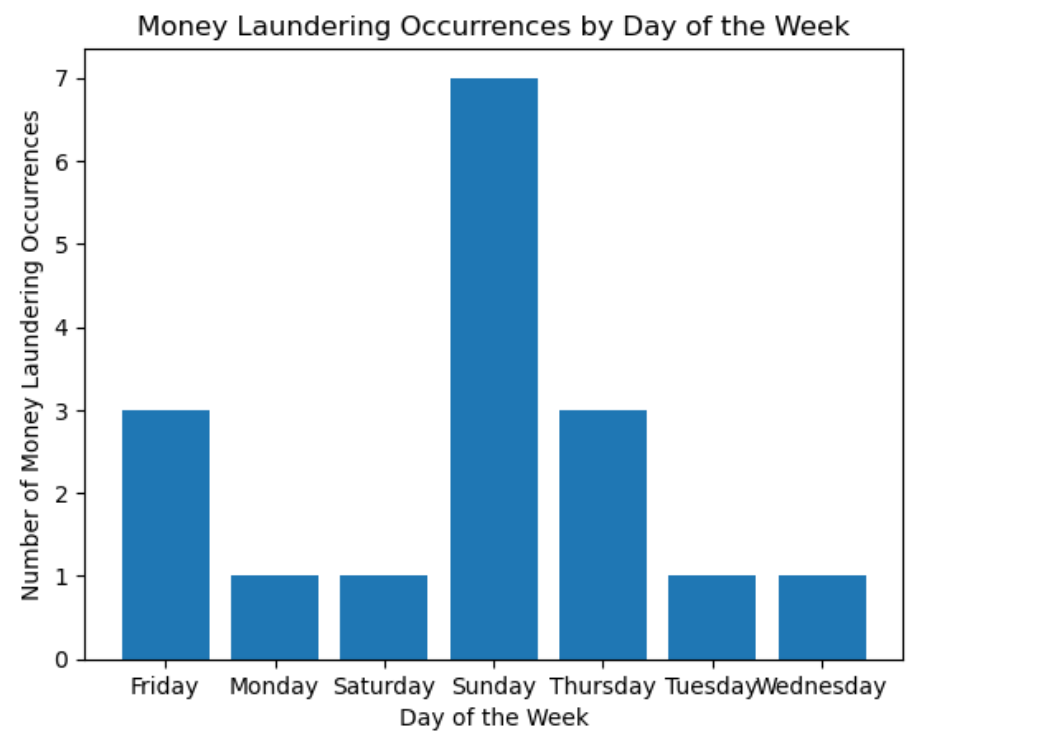 Money Laundering Occurrences by Day of the Week
Number of Money Laundering Occurrences
7
6
5
4
3
2
1
0
Friday Monday Saturday Sunday Thursday Tuesday Wednesday
Day of the Week